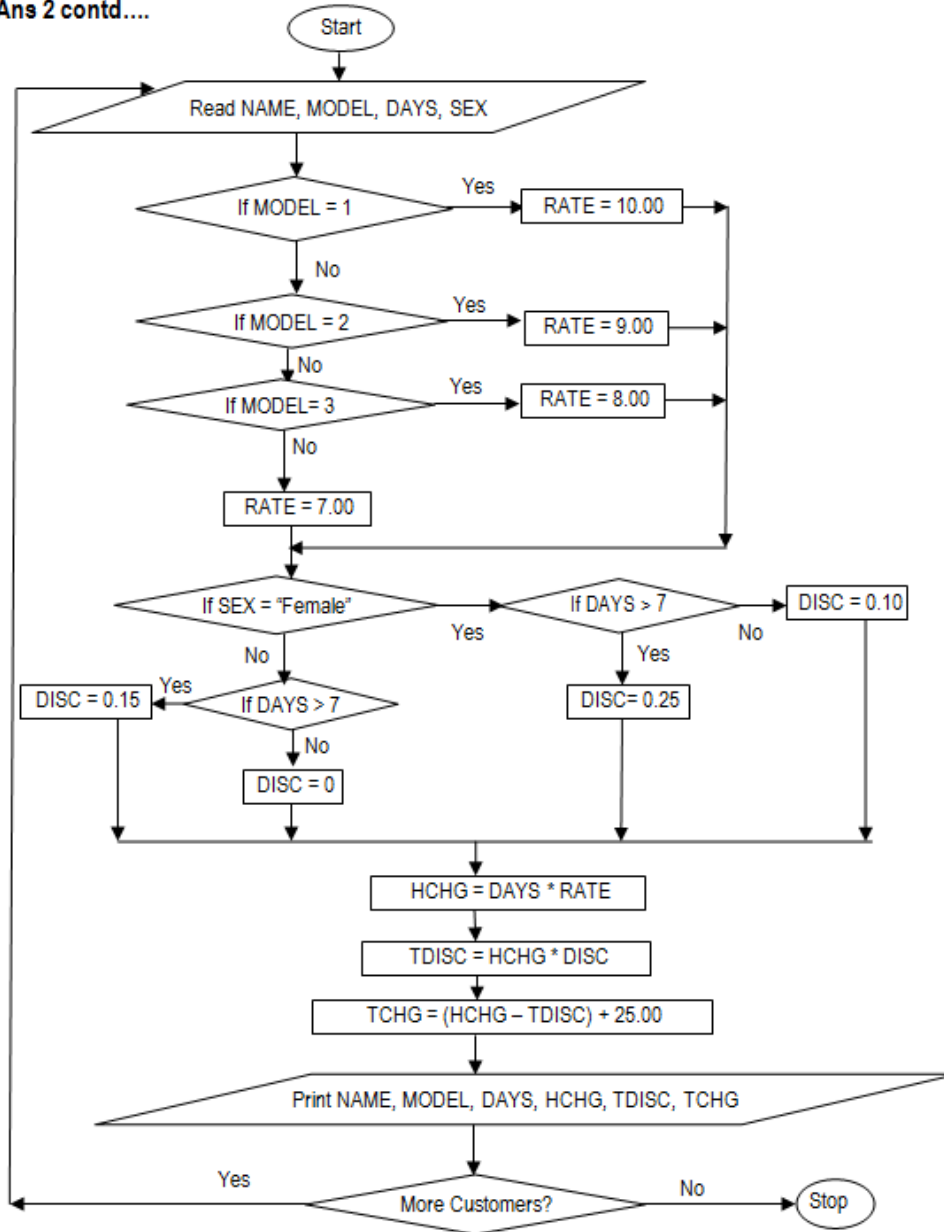 Ans 2 contd....
Start
Read NAME, MODEL, DAYS, SEX
If MODEL = 1
Yes
RATE = 10.00
No
If MODEL = 2
Yes
RATE = 9.00
No
If MODEL= 3
Yes
RATE = 8.00
No
RATE = 7.00
If SEX = "Female"
Yes
If DAYS > 7
No
DISC = 0.10
No
Yes
DISC = 0.15
Yes
If DAYS > 7
DISC= 0.25
No
DISC = 0
HCHG = DAYS * RATE
TDISC = HCHG * DISC
TCHG = (HCHG – TDISC) + 25.00
Print NAME, MODEL, DAYS, HCHG, TDISC, TCHG
Yes
More Customers?
No
Stop